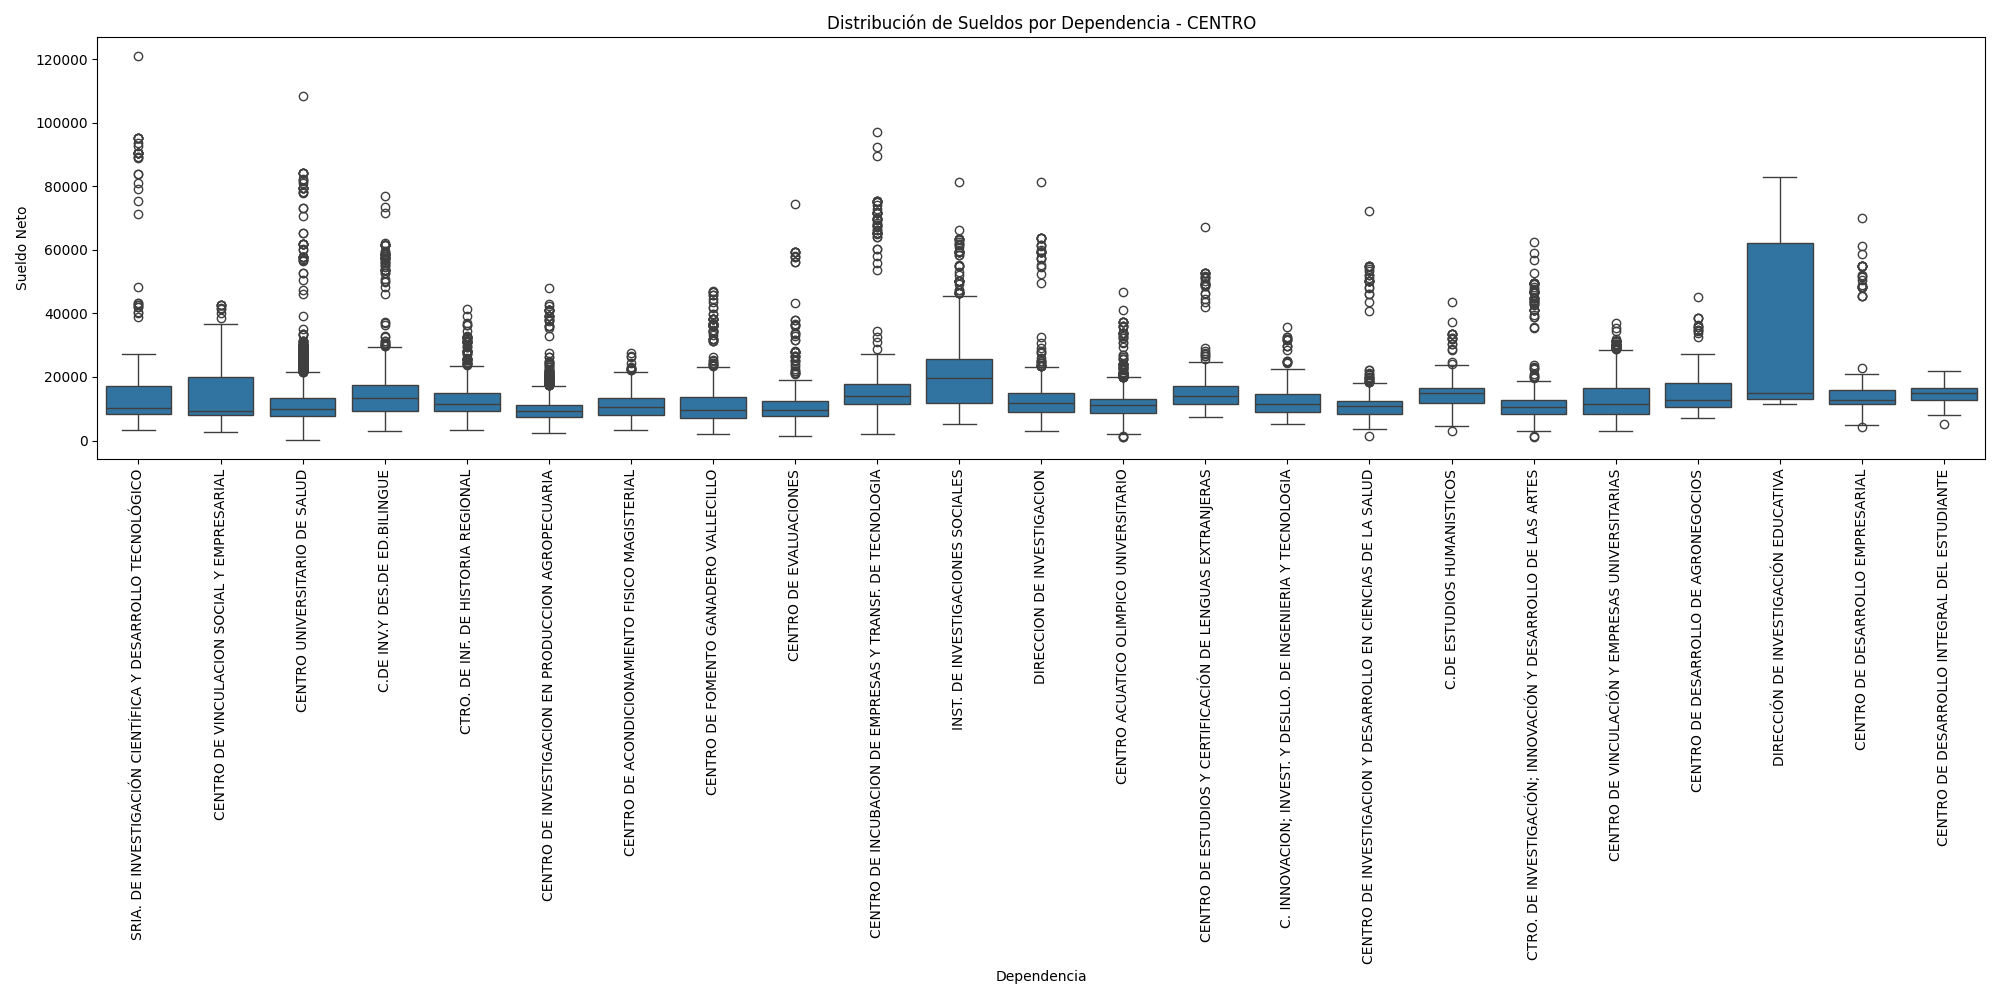 Distribución de Sueldos por Dependencia - CENTRO
Sueldo Neto
120000
100000
80000
60000
40000
20000
0
SRIA. DE INVESTIGACIÓN CIENTÍFICA Y DESARROLLO TECNOLÓGICO
CENTRO DE VINCULACION SOCIAL Y EMPRESARIAL
CENTRO UNIVERSITARIO DE SALUD
C.DE INV.Y DES.DE ED.BILINGUE
CTRO. DE INF. DE HISTORIA REGIONAL
CENTRO DE INVESTIGACION EN PRODUCCION AGROPECUARIA
CENTRO DE ACONDICIONAMIENTO FISICO MAGISTERIAL
CENTRO DE FOMENTO GANADERO VALLECILLO
CENTRO DE EVALUACIONES
CENTRO DE INCUBACION DE EMPRESAS Y TRANSF. DE TECNOLOGIA
INST. DE INVESTIGACIONES SOCIALES
DIRECCION DE INVESTIGACION
CENTRO ACUATICO OLIMPICO UNIVERSITARIO
CENTRO DE ESTUDIOS Y CERTIFICACIÓN DE LENGUAS EXTRANJERAS
C. INNOVACION; INVEST. Y DESLLO. DE INGENIERIA Y TECNOLOGIA
CENTRO DE INVESTIGACION Y DESARROLLO EN CIENCIAS DE LA SALUD
C.DE ESTUDIOS HUMANISTICOS
CTRO. DE INVESTIGACIÓN; INNOVACIÓN Y DESARROLLO DE LAS ARTES
CENTRO DE VINCULACIÓN Y EMPRESAS UNIVERSITARIAS
CENTRO DE DESARROLLO DE AGRONEGOCIOS
DIRECCIÓN DE INVESTIGACIÓN EDUCATIVA
CENTRO DE DESARROLLO EMPRESARIAL
CENTRO DE DESARROLLO INTEGRAL DEL ESTUDIANTE
Dependencia